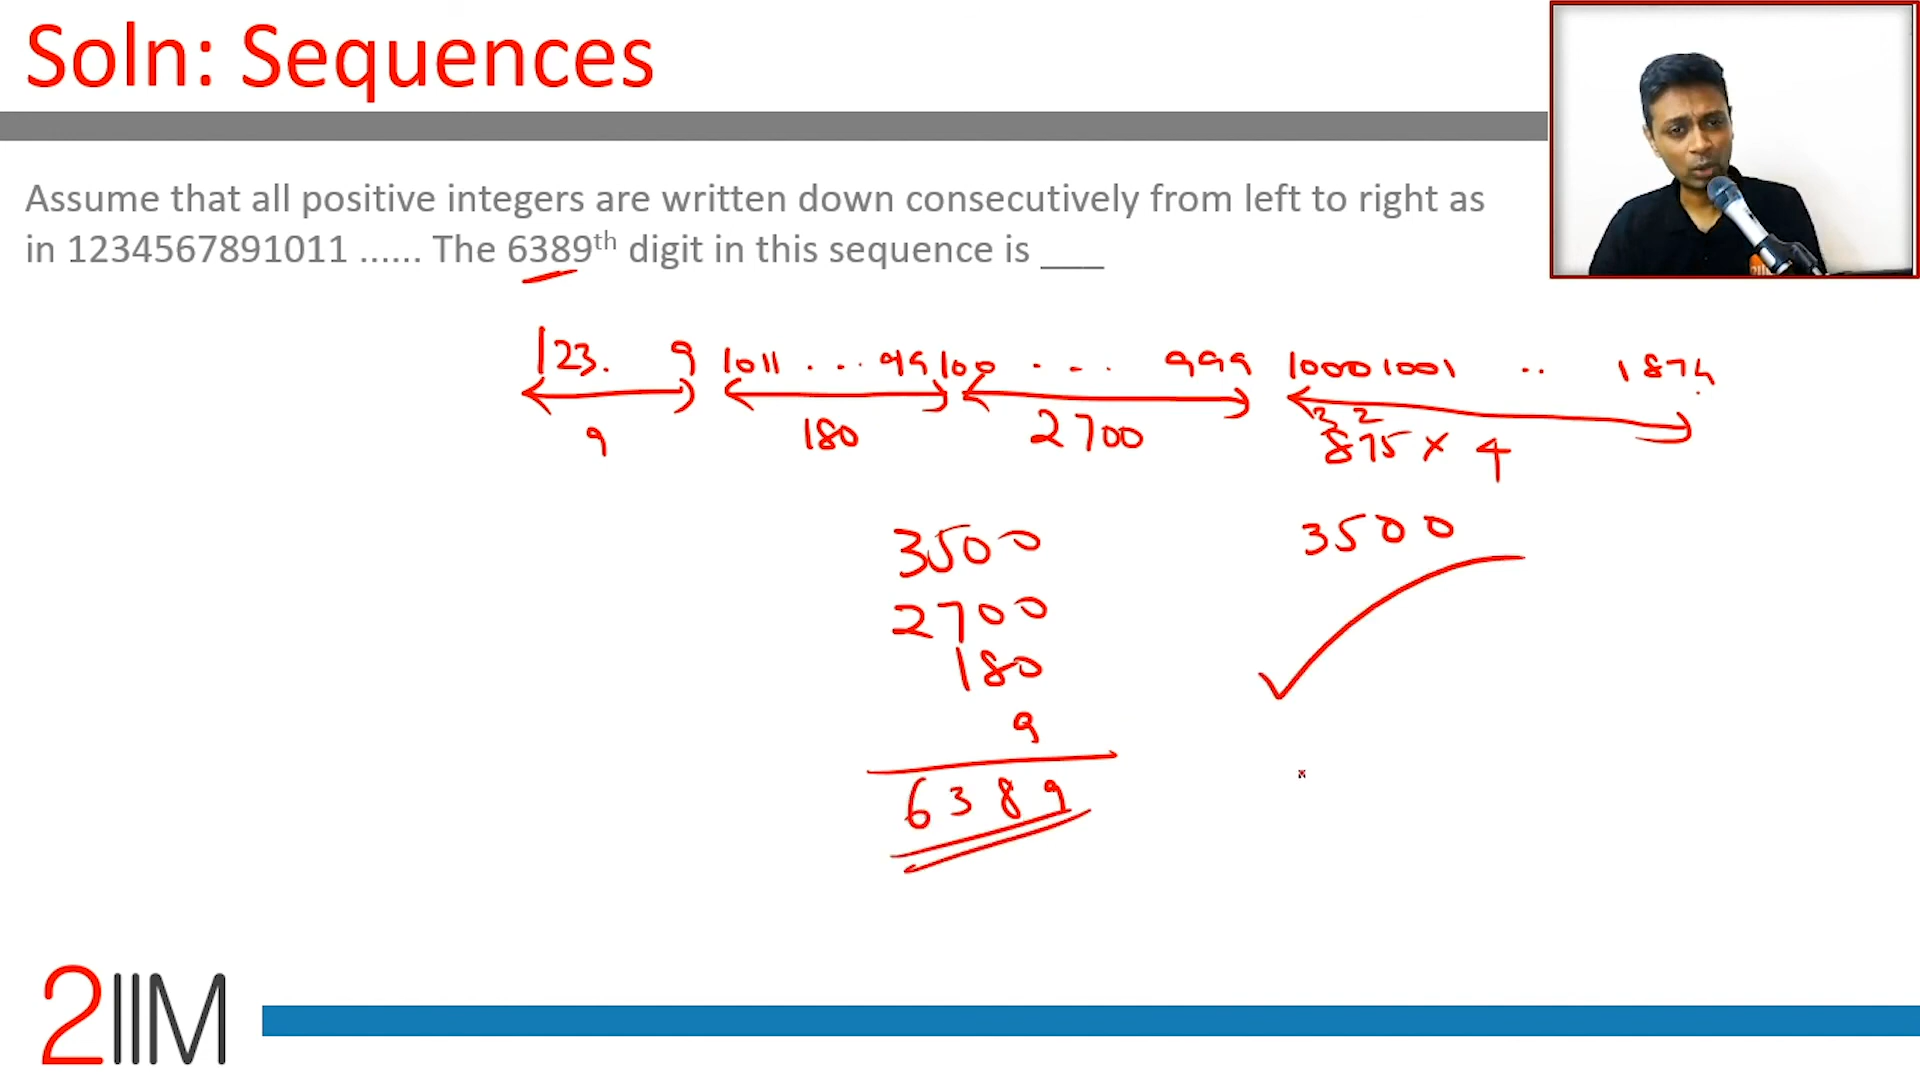 Soln: Sequences
Assume that all positive integers are written down consecutively from left to right as
in 1234567891011 ...... The 6389th digit in this sequence is ___
123. 9 1011 ... 99 100 ... 999 1000 1001 .. 1874
9 180 2700 875 × 4
3 2
3500 3500
2700
180
9
6389
2IIM